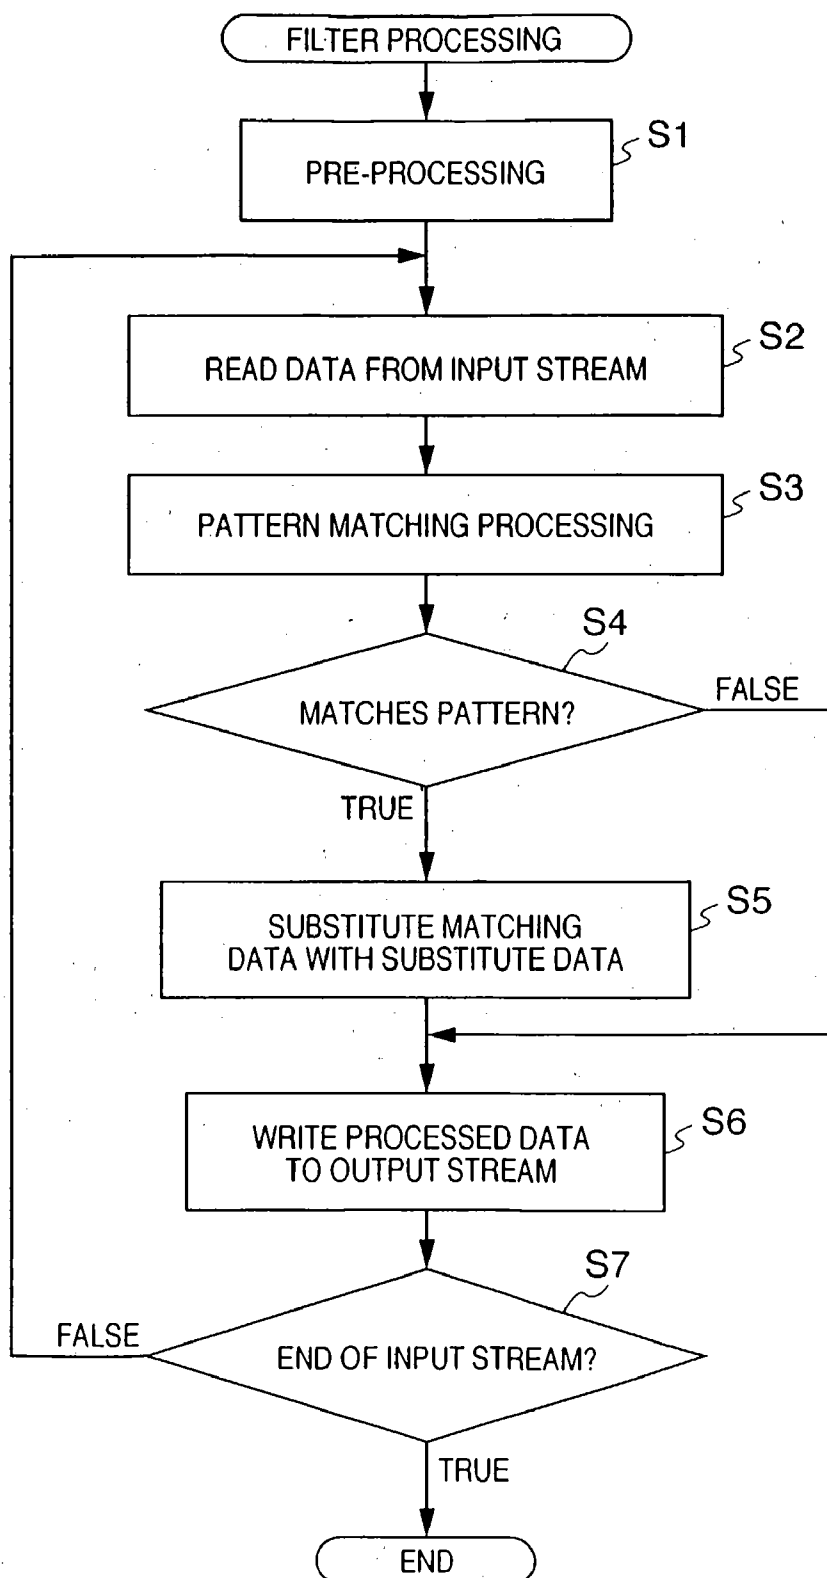 FILTER PROCESSING
S1
PRE-PROCESSING
S2
READ DATA FROM INPUT STREAM
S3
PATTERN MATCHING PROCESSING
S4
MATCHES PATTERN?
FALSE
TRUE
S5
SUBSTITUTE MATCHING
DATA WITH SUBSTITUTE DATA
S6
WRITE PROCESSED DATA
TO OUTPUT STREAM
S7
FALSE
END OF INPUT STREAM?
TRUE
END